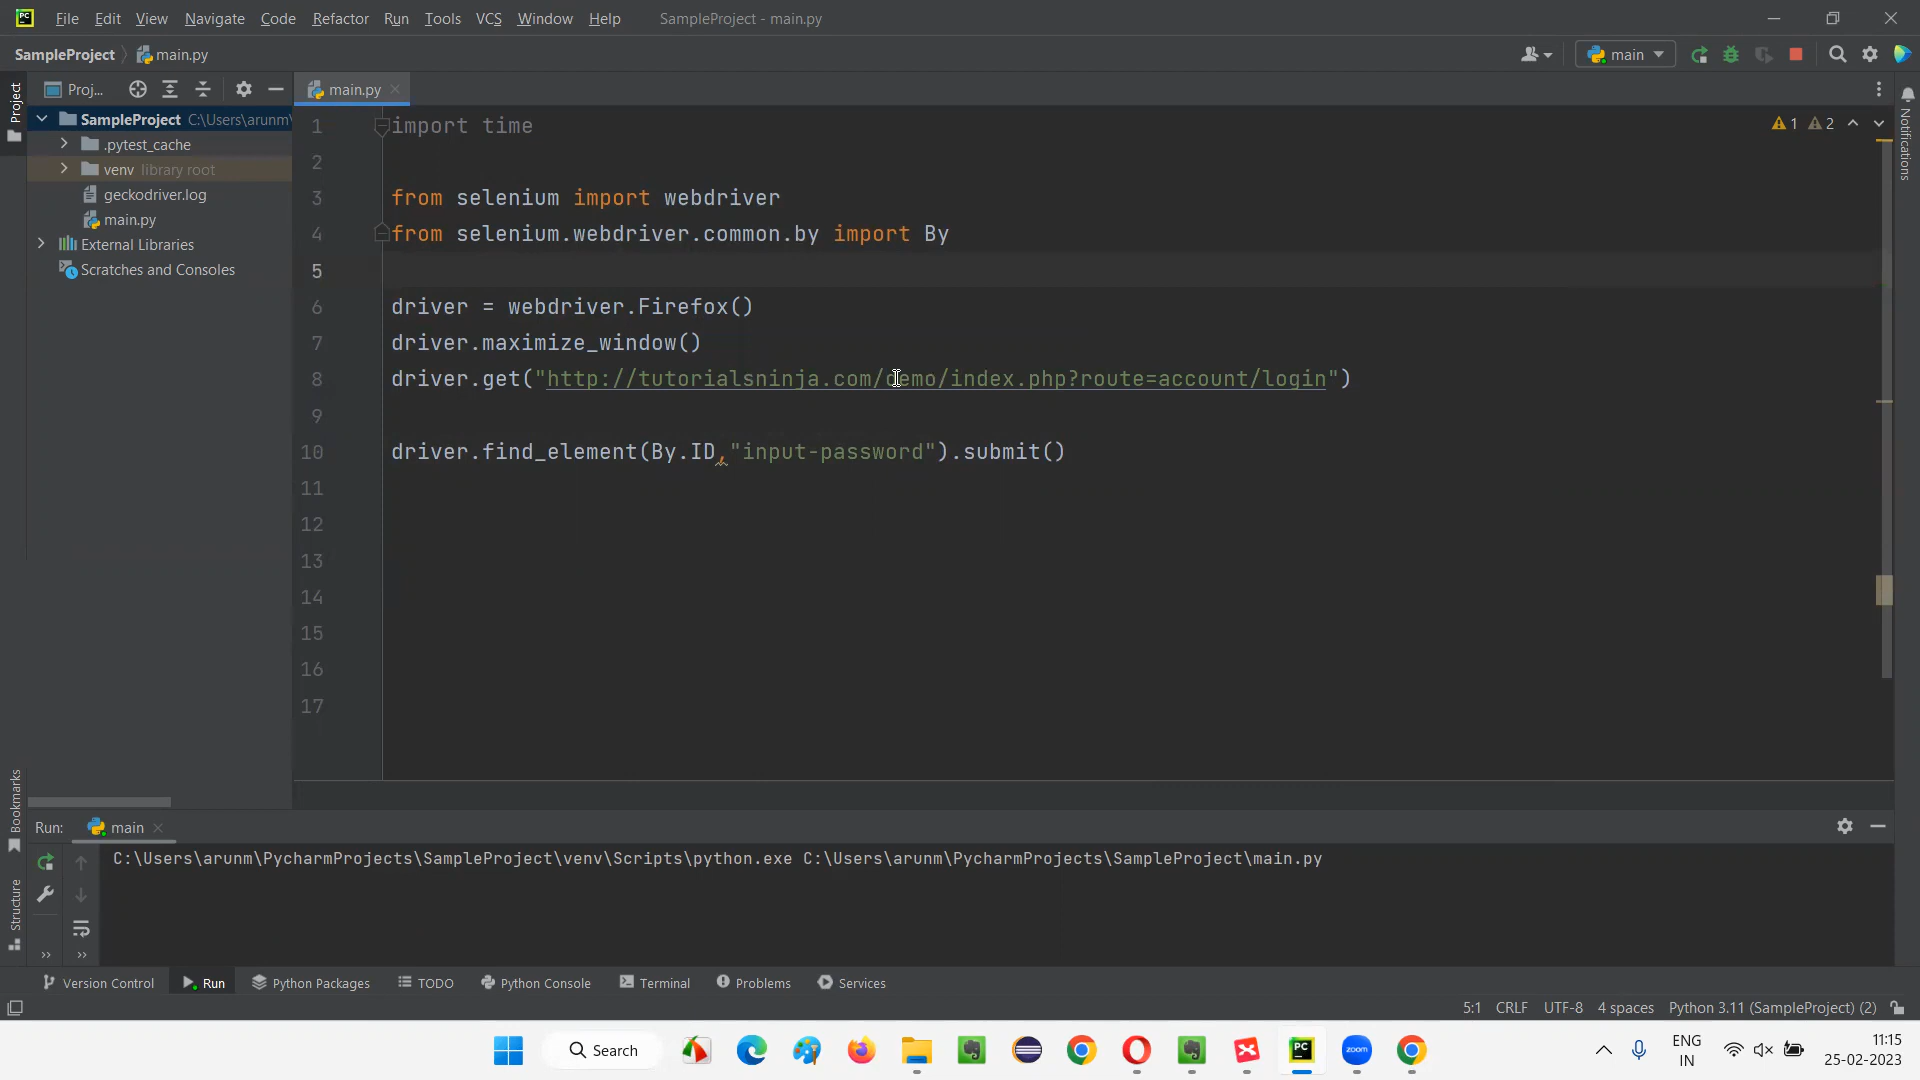 PC File Edit View Navigate Code Refactor Run Tools VCS Window Help SampleProject - main.py
SampleProject main.py main
Project Proj... main.py
SampleProject C:\Users\arunm\
.pytest_cache
venv library root
geckodriver.log
main.py
External Libraries
Scratches and Consoles
1 import time
2
3 from selenium import webdriver
4 from selenium.webdriver.common.by import By
5
6 driver = webdriver.Firefox()
7 driver.maximize_window()
8 driver.get("http://tutorialsninja.com/demo/index.php?route=account/login")
9
10 driver.find_element(By.ID,"input-password").submit()
11
12
13
14
15
16
17
1 2
Notifications
Bookmarks
Structure
Run: main
C:\Users\arunm\PycharmProjects\SampleProject\venv\Scripts\python.exe C:\Users\arunm\PycharmProjects\SampleProject\main.py
Version Control Run Python Packages TODO Python Console Terminal Problems Services
5:1 CRLF UTF-8 4 spaces Python 3.11 (SampleProject) (2)
Search PC zoom ENG 11:15
IN 25-02-2023